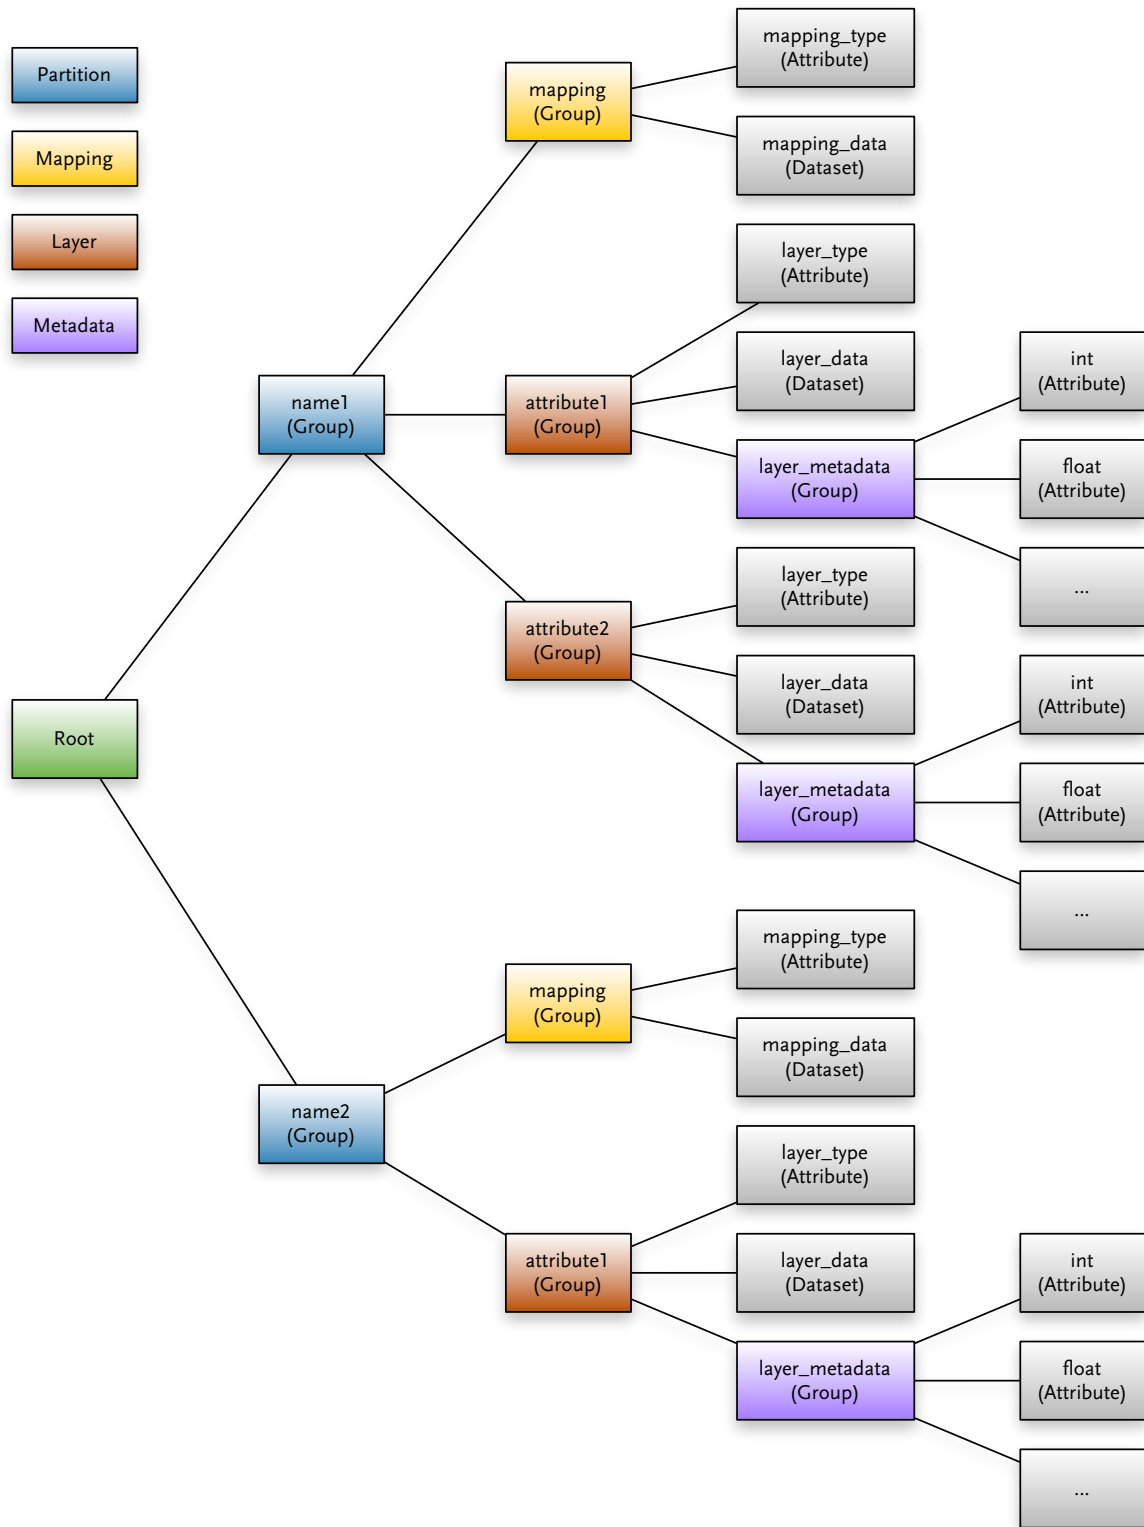 Partition
Mapping
Layer
Metadata
Root
name1
(Group)
name2
(Group)
mapping
(Group)
attribute1
(Group)
attribute2
(Group)
mapping
(Group)
attribute1
(Group)
mapping_type
(Attribute)
mapping_data
(Dataset)
layer_type
(Attribute)
layer_data
(Dataset)
layer_metadata
(Group)
layer_type
(Attribute)
layer_data
(Dataset)
layer_metadata
(Group)
mapping_type
(Attribute)
mapping_data
(Dataset)
layer_type
(Attribute)
layer_data
(Dataset)
layer_metadata
(Group)
int
(Attribute)
float
(Attribute)
...
int
(Attribute)
float
(Attribute)
...
int
(Attribute)
float
(Attribute)
...